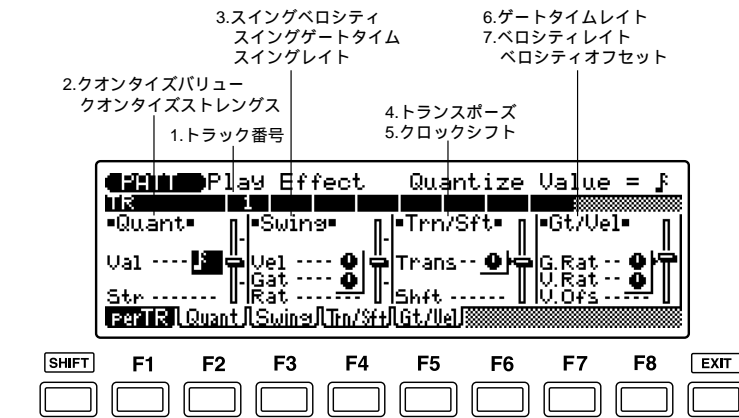 3.スイングベロシティ
スイングゲートタイム
スイングレイト
6.ゲートタイムレイト
7.ベロシティレイト
ベロシティオフセット
2.クオンタイズバリュー
クオンタイズストレングス
1.トラック番号
4.トランスポーズ
5.クロックシフト
PATT Play Effect Quantize Value =
TR 1
Quant Swing Trn/Sft Gt/Vel
Val ---- Vel ---- Trans-- G.Rat --
Gat ---- V.Rat --
Str ------- Rat ------- Shft ------ V.Ofs -----
perTR Quant Swing Trn/Sft Gt/Vel
SHIFT F1 F2 F3 F4 F5 F6 F7 F8 EXIT